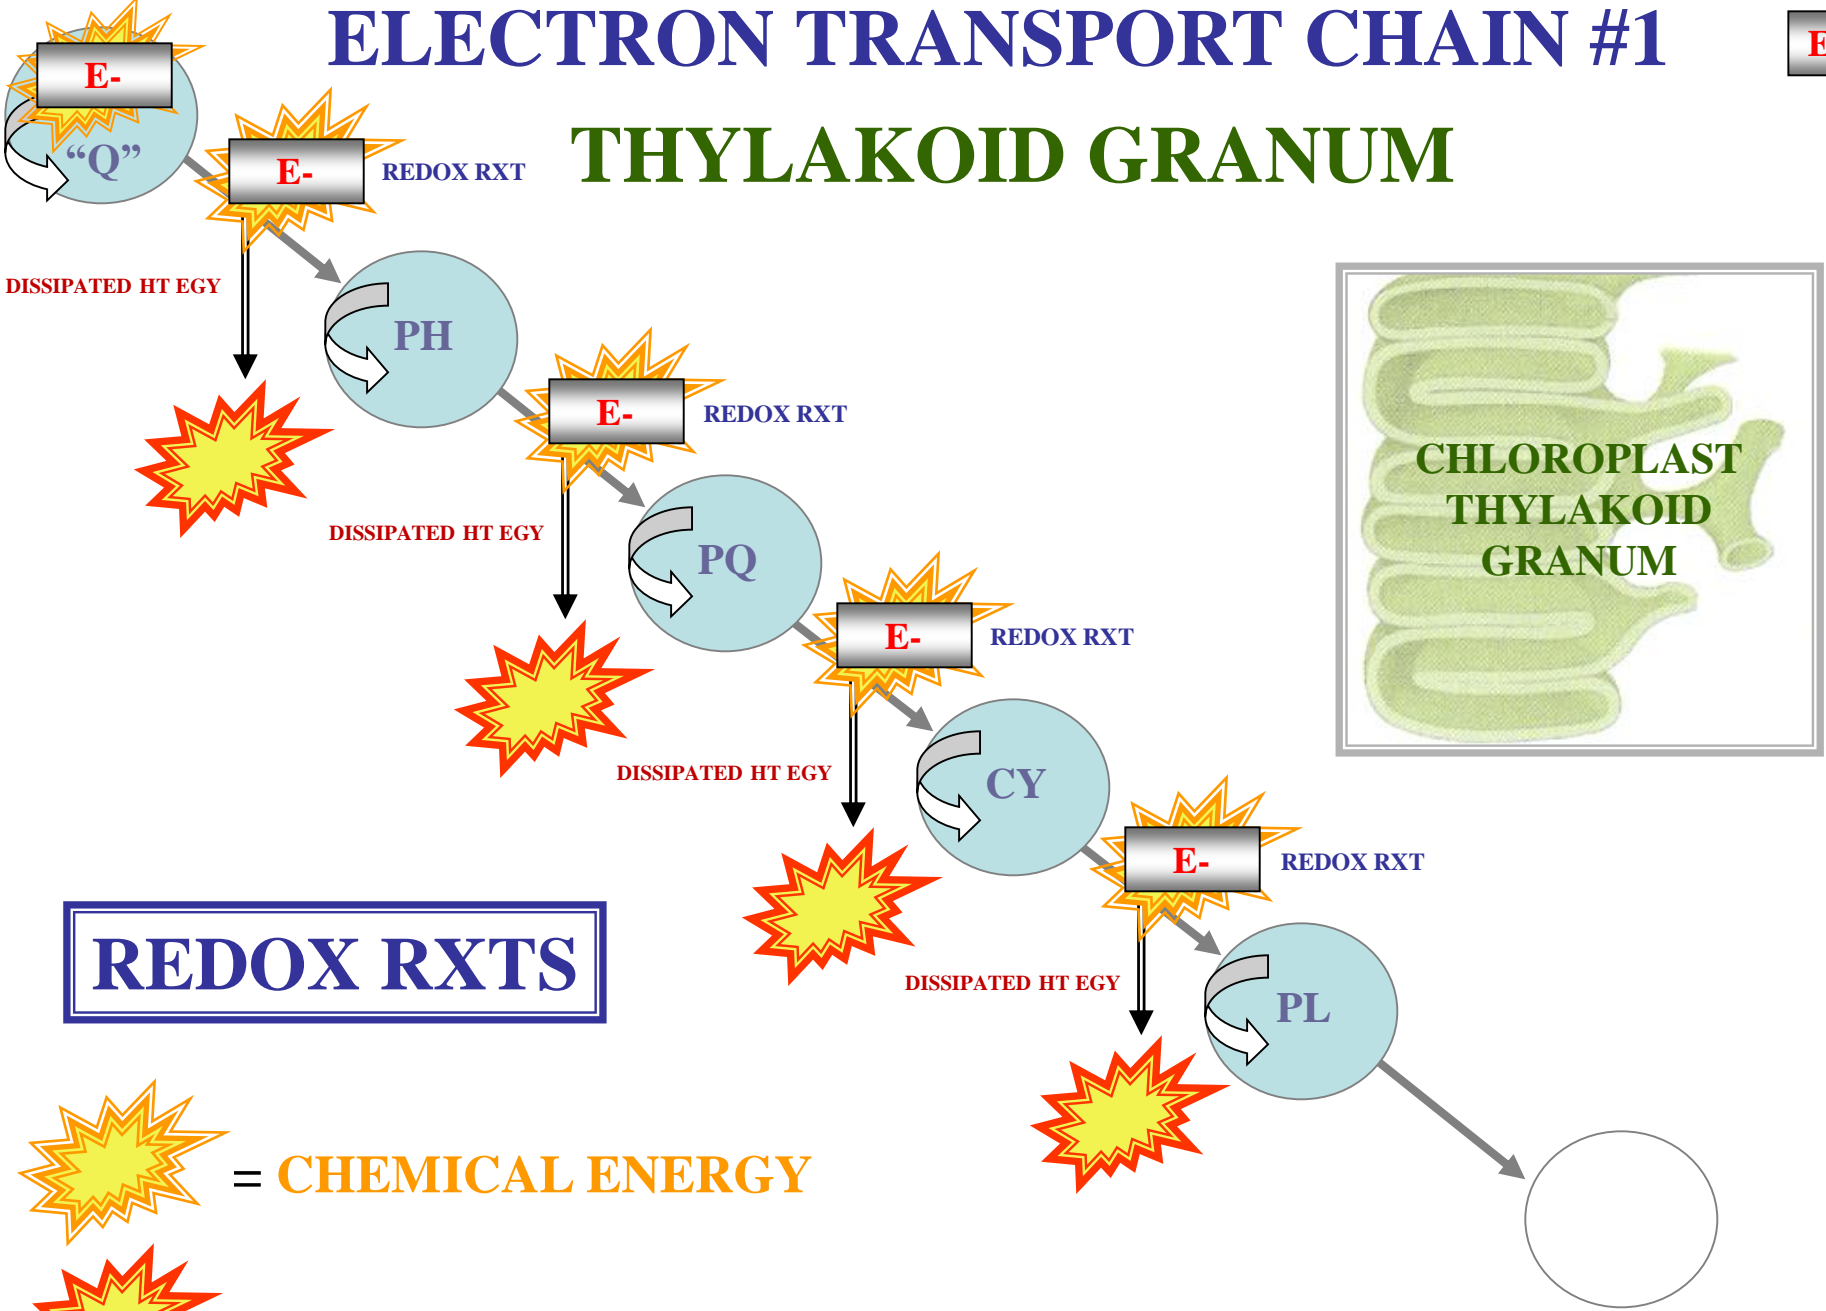 ELECTRON TRANSPORT CHAIN #1
E-
E
THYLAKOID GRANUM
"Q"
E-
REDOX RXT
DISSIPATED HT EGY
PH
E-
REDOX RXT
CHLOROPLAST
THYLAKOID
GRANUM
DISSIPATED HT EGY
PQ
E-
REDOX RXT
DISSIPATED HT EGY
CY
E-
REDOX RXT
REDOX RXTS
DISSIPATED HT EGY
PL
= CHEMICAL ENERGY